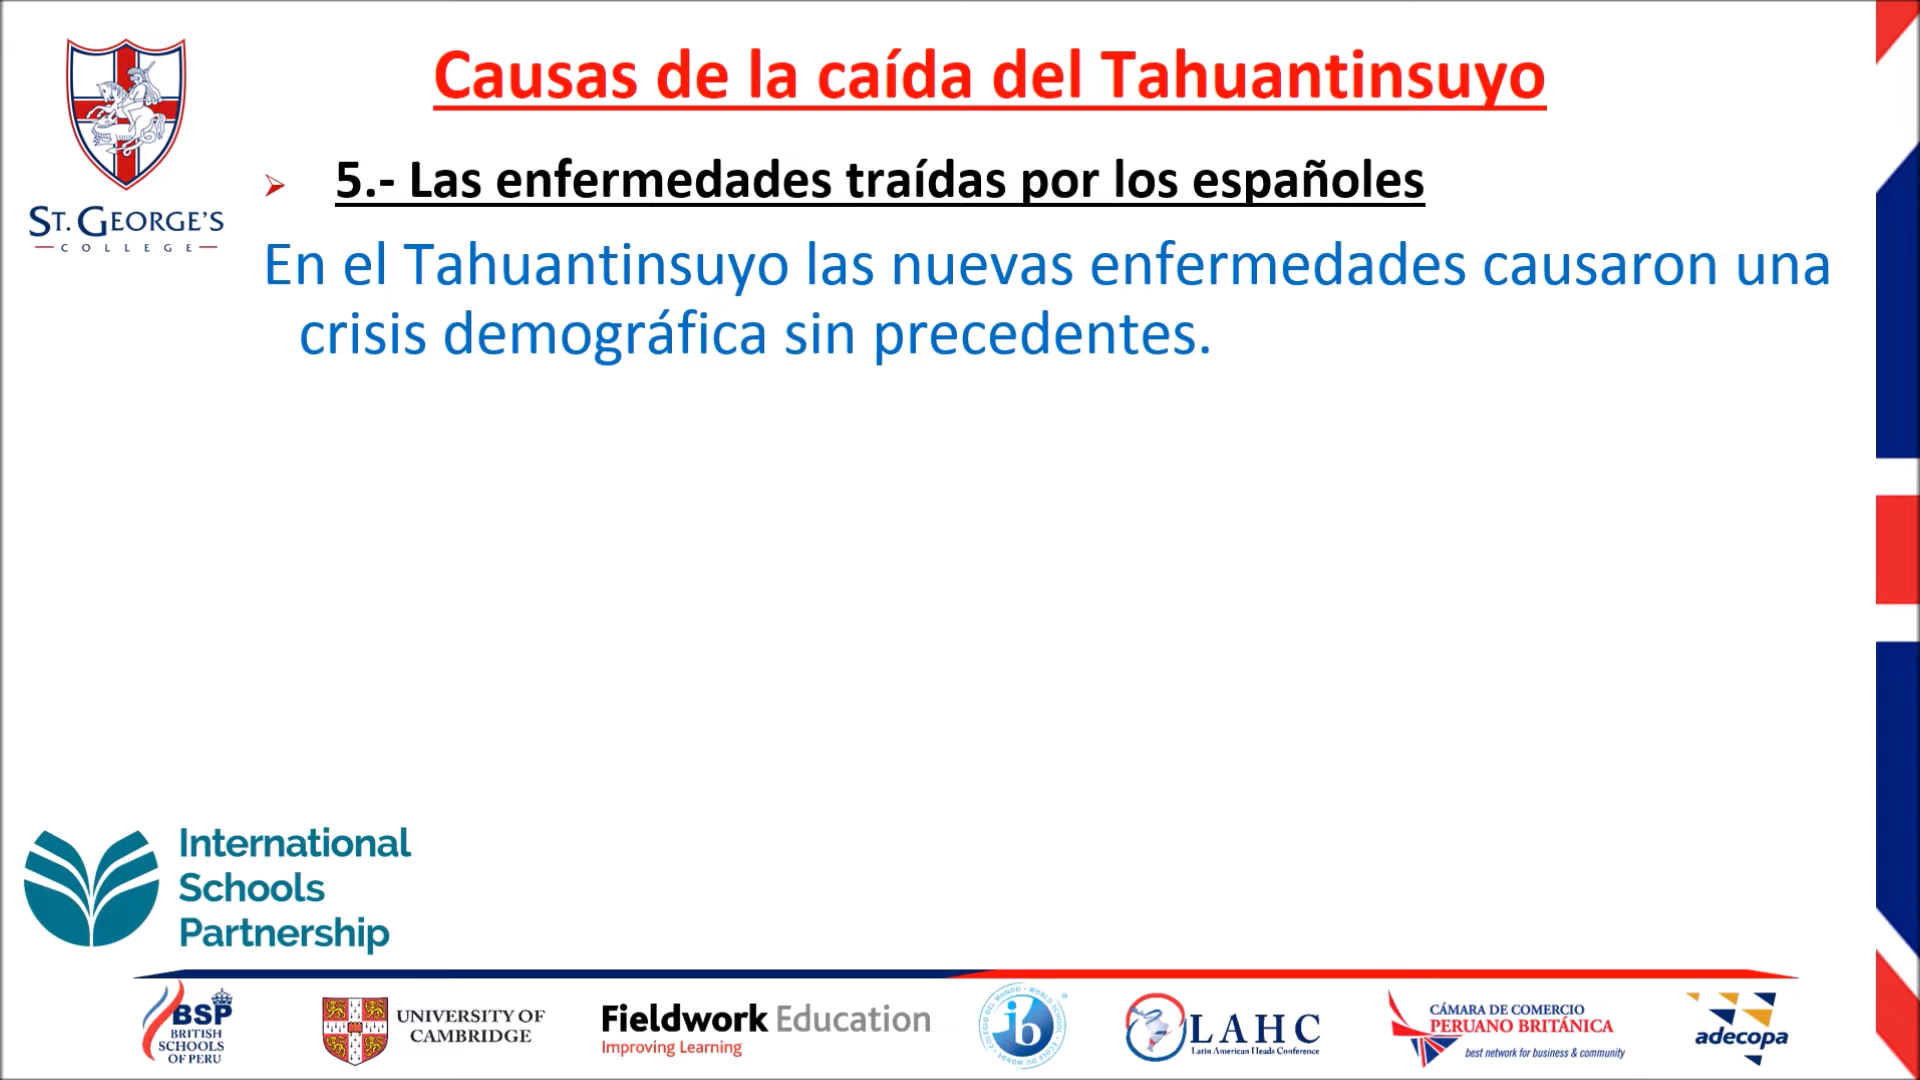 Causas de la caída del Tahuantinsuyo
5.- Las enfermedades traídas por los españoles
ST. GEORGE'S
COLLEGE
En el Tahuantinsuyo las nuevas enfermedades causaron una
crisis demográfica sin precedentes.
International
Schools
Partnership
BSP
BRITISH
SCHOOLS
OF PERU
UNIVERSITY OF
CAMBRIDGE
Fieldwork Education
Improving Learning
ib
LAHC
Latin American Heads Conference
CÁMARA DE COMERCIO
PERUANO BRITÁNICA
best network for business & community
adecopa